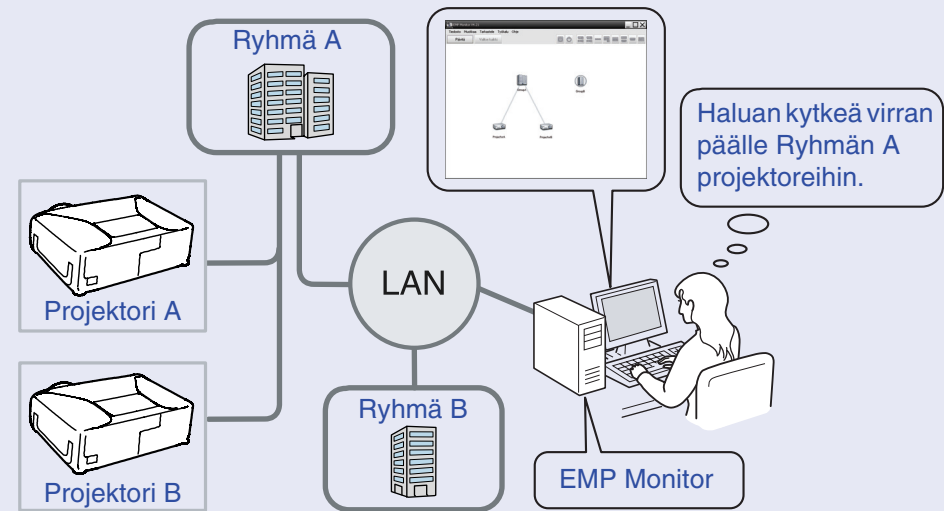 Ryhmä A
Haluan kytkeä virran
päälle Ryhmän A
projektoreihin.
Projektori A
LAN
Ryhmä B
Projektori B
EMP Monitor